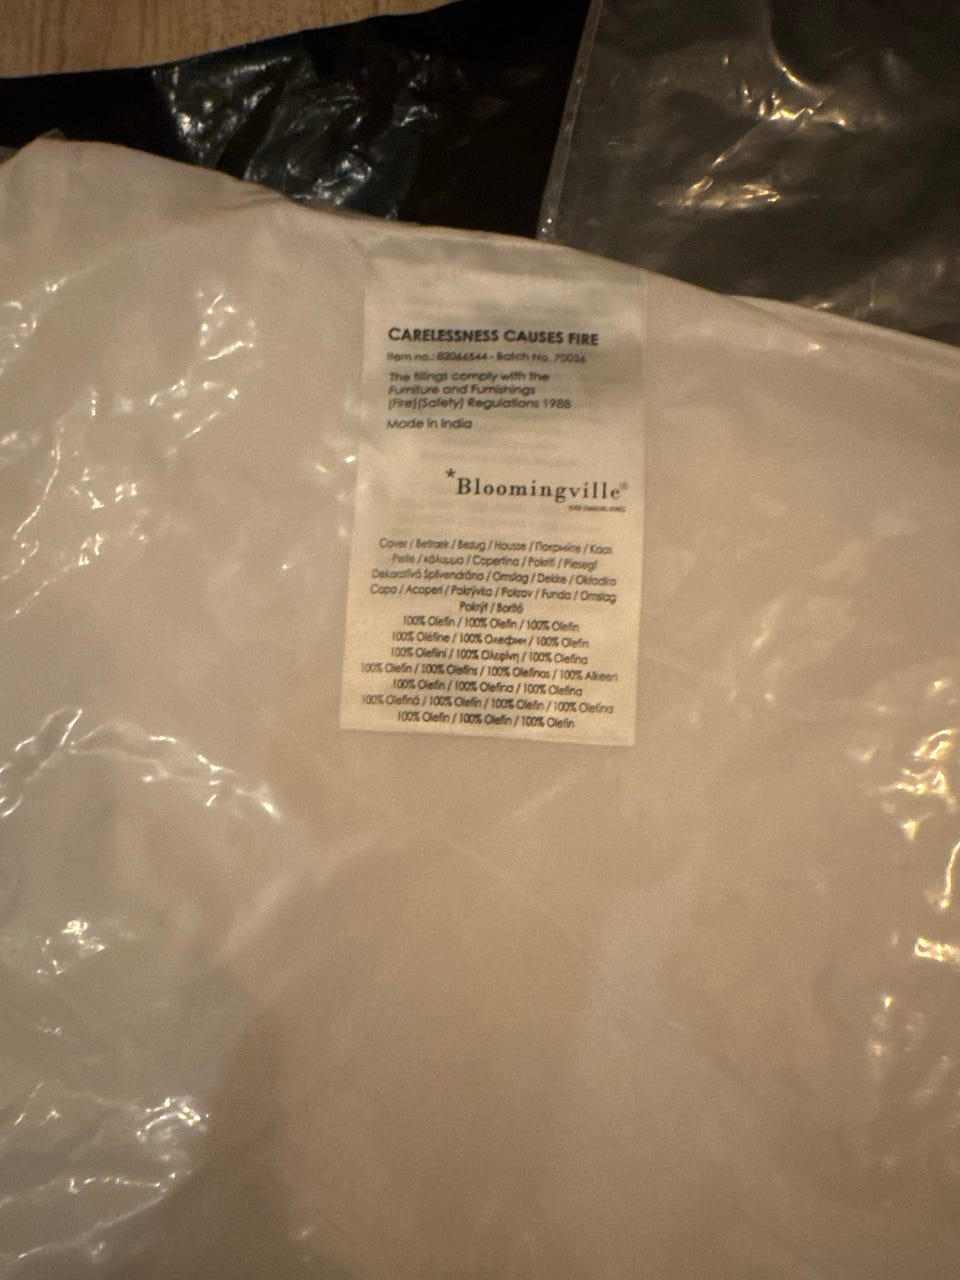 CARELESSNESS CAUSES FIRE
Item no.: 82066544 - Batch No. 70036
The fillings comply with the
Furniture and Furnishings
(Fire)(Safety) Regulations 1988
Made in India
*Bloomingville®
Cover / Betræk / Bezug / Housse / Покрийте / Kaas
Peite / κάλυμμα / Copertina / Pokriti /
Dekoratīvā Spilvendrāna / Omslag / Dekke / Okładka
Capa / Acoperi / Pokrývka / Pokrov / Funda / Omslag
Pokrýt / Borító
100% Olefin / 100% Olefin / 100% Olefin
100% Oléfine / 100% Олефин / 100% Olefin
100% Olefiini / 100% Ολεφίνη / 100% Olefina
100% Olefin / 100% Olefīns / 100% Olefinas / 100% Alkeen
100% Olefin / 100% Olefina / 100% Olefina
100% Olefină / 100% Olefín / 100% Olefin / 100% Olefina
100% Olefin / 100% Olefin / 100% Olefin